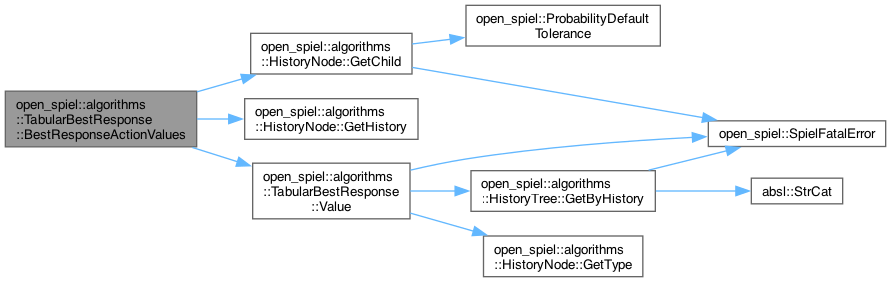 open_spiel::algorithms
::TabularBestResponse
::BestResponseActionValues
open_spiel::algorithms
::HistoryNode::GetChild
open_spiel::ProbabilityDefault
Tolerance
open_spiel::algorithms
::HistoryNode::GetHistory
open_spiel::algorithms
::TabularBestResponse
::Value
open_spiel::SpielFatalError
open_spiel::algorithms
::HistoryTree::GetByHistory
absl::StrCat
open_spiel::algorithms
::HistoryNode::GetType